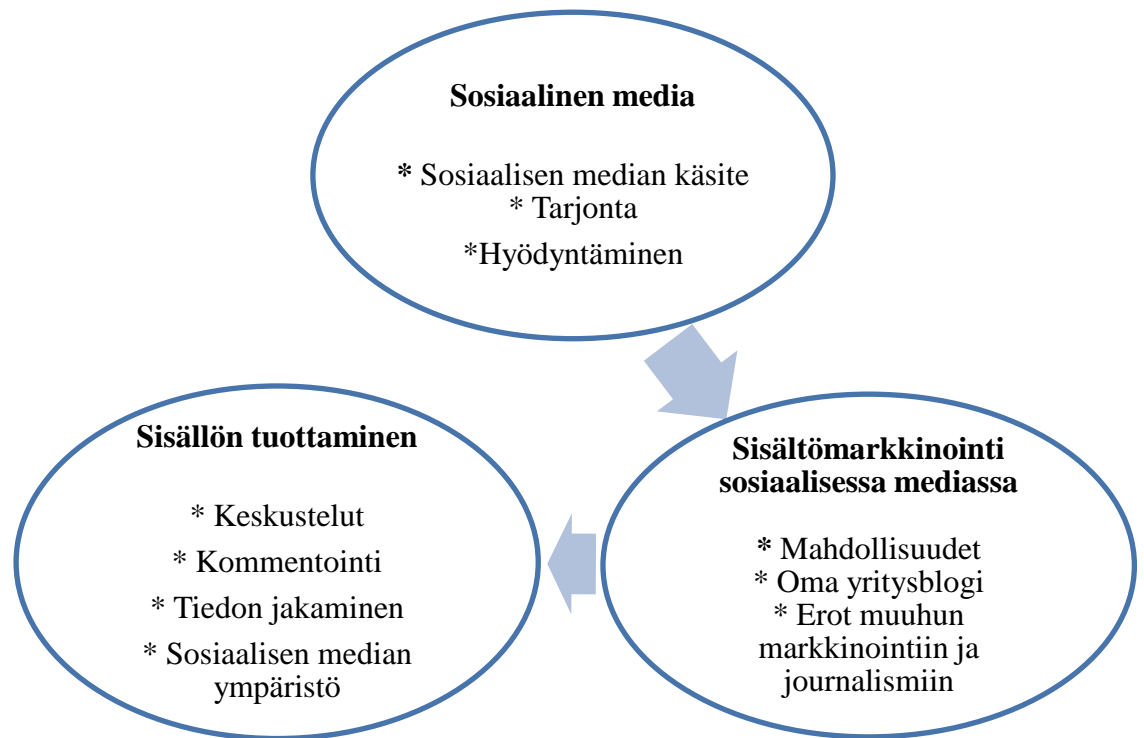 Sosiaalinen media
* Sosiaalisen median käsite
* Tarjonta
*Hyödyntäminen
Sisältömarkkinointi
sosiaalisessa mediassa
* Mahdollisuudet
* Oma yritysblogi
* Erot muuhun
markkinointiin ja
journalismiin
Sisällön tuottaminen
* Keskustelut
* Kommentointi
* Tiedon jakaminen
* Sosiaalisen median
ympäristö